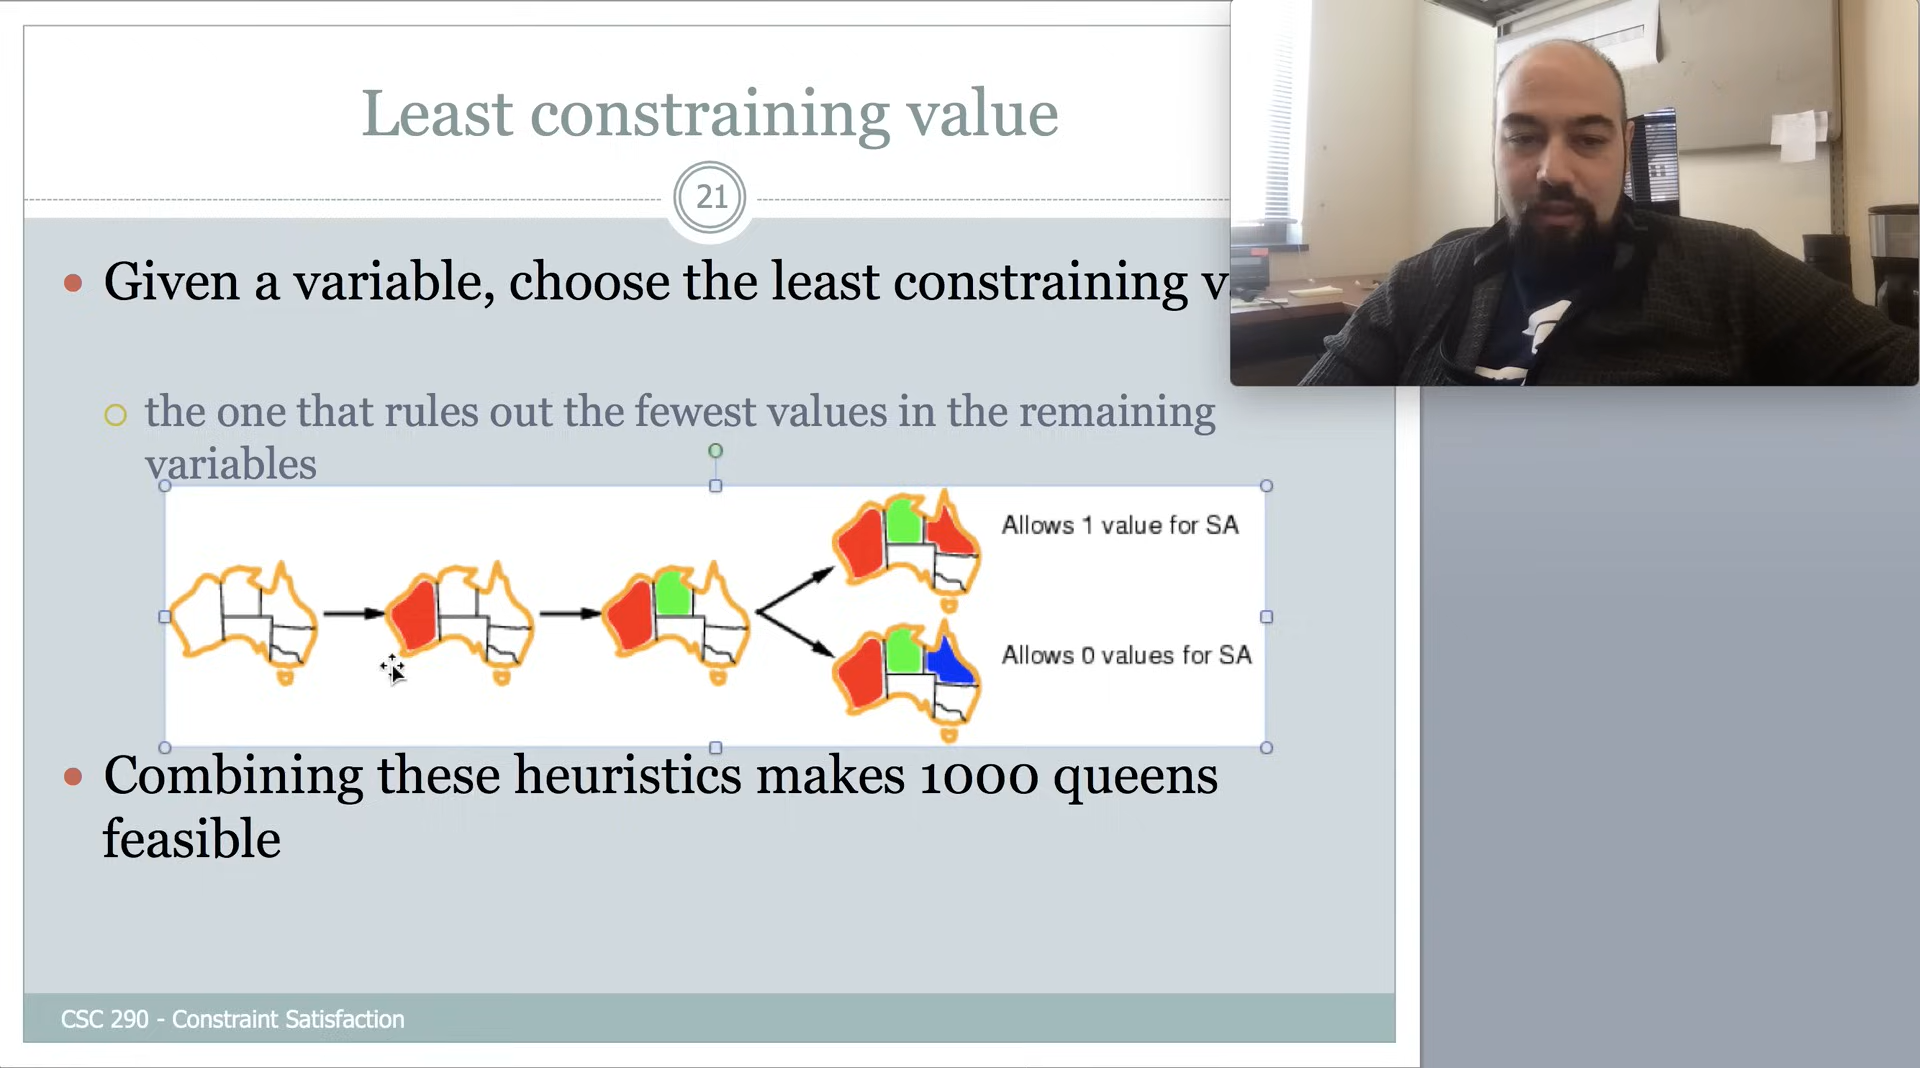 Least constraining value
21
• Given a variable, choose the least constraining v
○ the one that rules out the fewest values in the remaining
variables
Allows 1 value for SA
Allows 0 values for SA
• Combining these heuristics makes 1000 queens
feasible
CSC 290 - Constraint Satisfaction